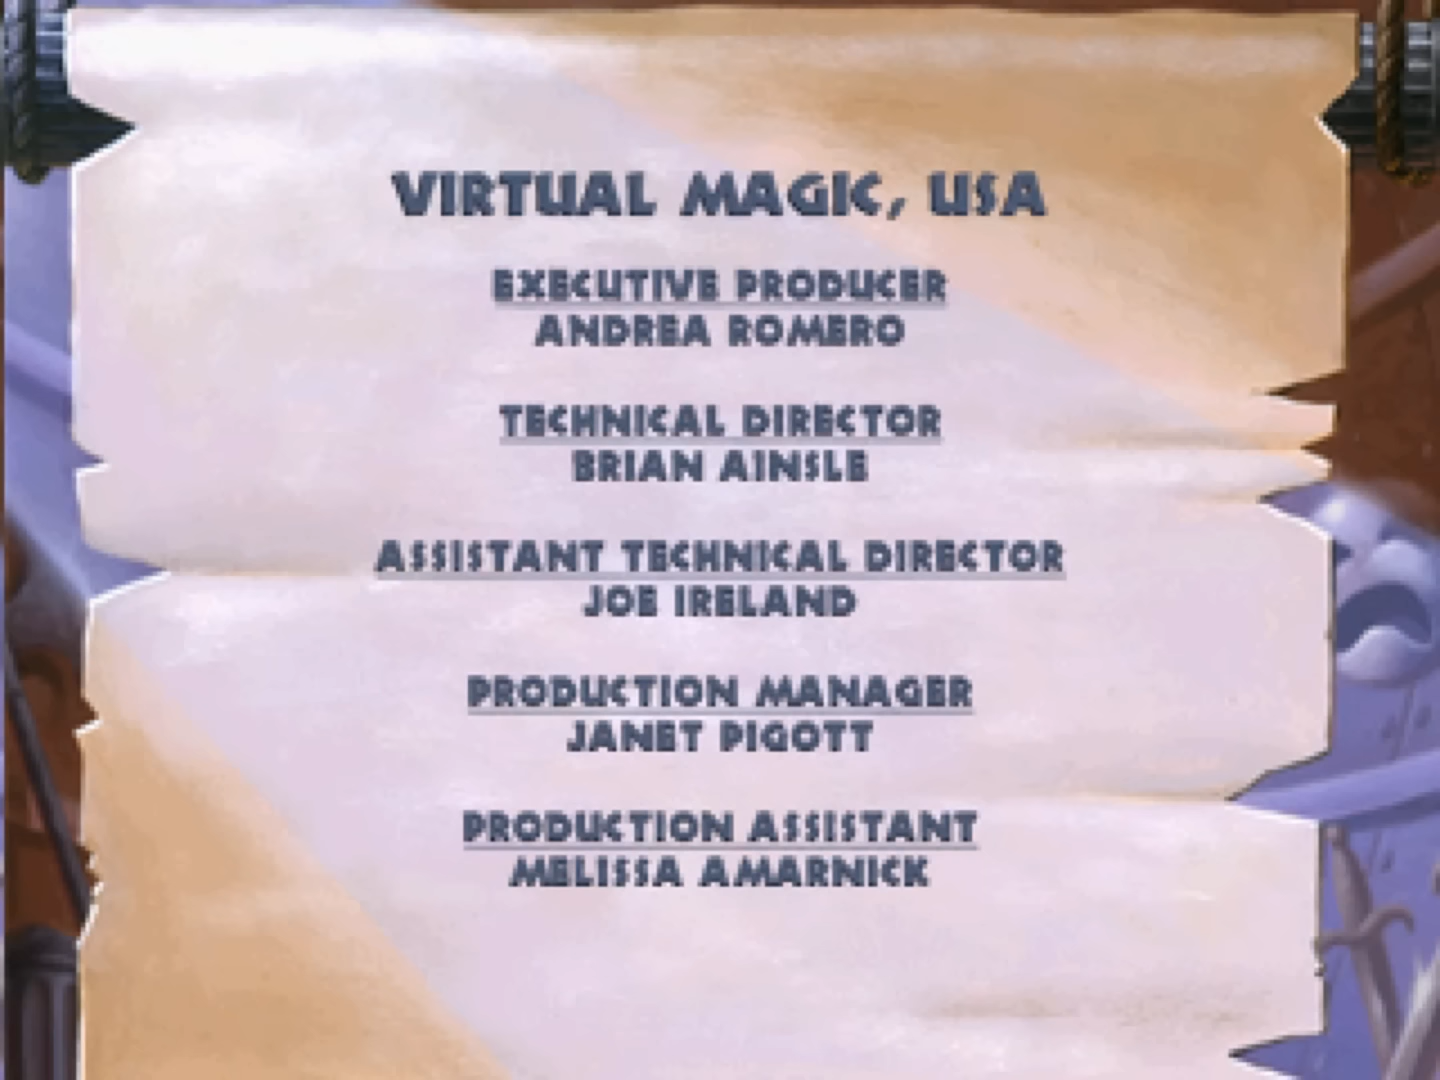 VIRTUAL MAGIC, USA
EXECUTIVE PRODUCER
ANDREA ROMERO
TECHNICAL DIRECTOR
BRIAN AINSLE
ASSISTANT TECHNICAL DIRECTOR
JOE IRELAND
PRODUCTION MANAGER
JANET PIGOTT
PRODUCTION ASSISTANT
MELISSA AMARNICK